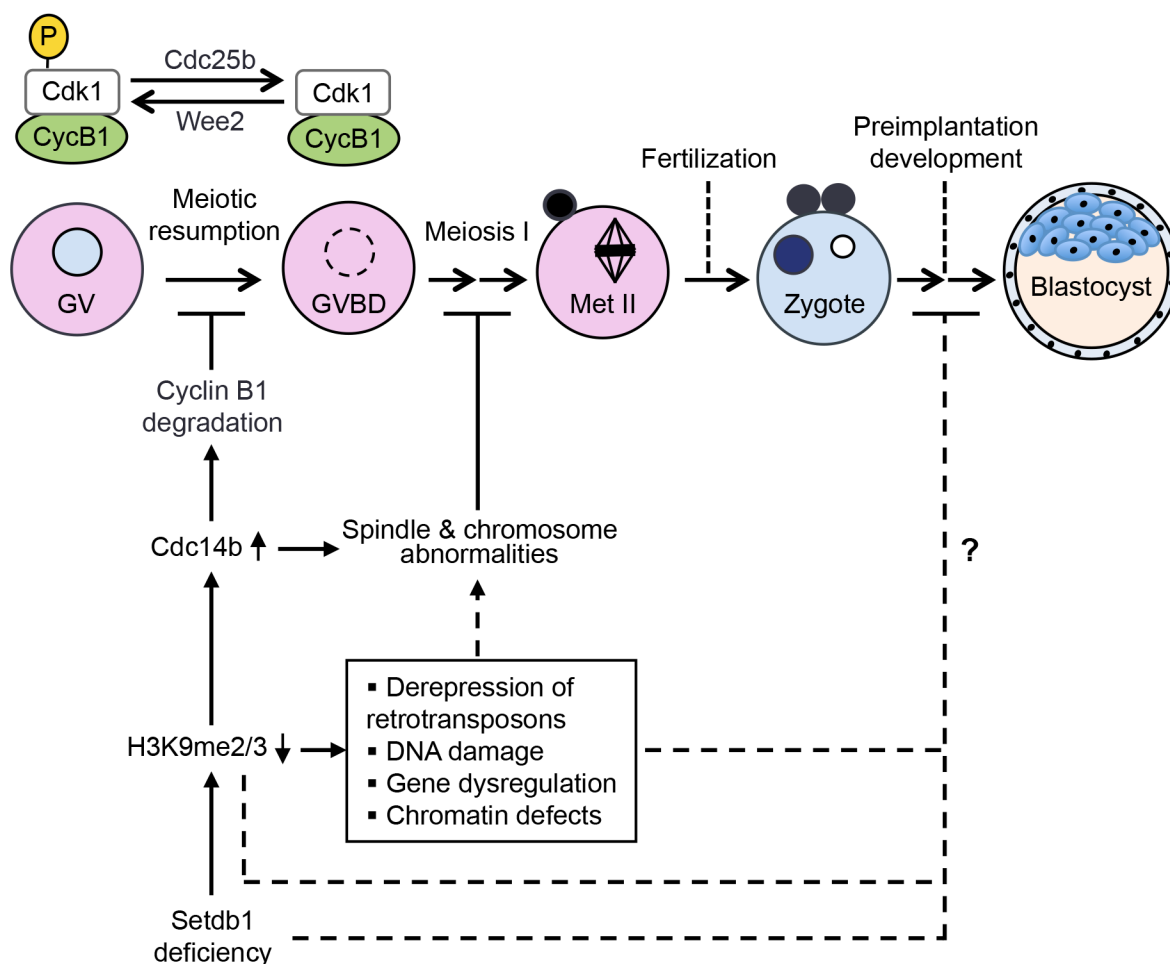 P
Cdc25b
Cdk1
Cdk1
Wee2
CycB1
CycB1
Preimplantation
development
Fertilization
Meiotic
resumption
Meiosis I
GV
GVBD
Met II
Zygote
Blastocyst
Cyclin B1
degradation
Cdc14b
Spindle & chromosome
abnormalities
?
▪ Derepression of
retrotransposons
▪ DNA damage
▪ Gene dysregulation
▪ Chromatin defects
H3K9me2/3
Setdb1
deficiency